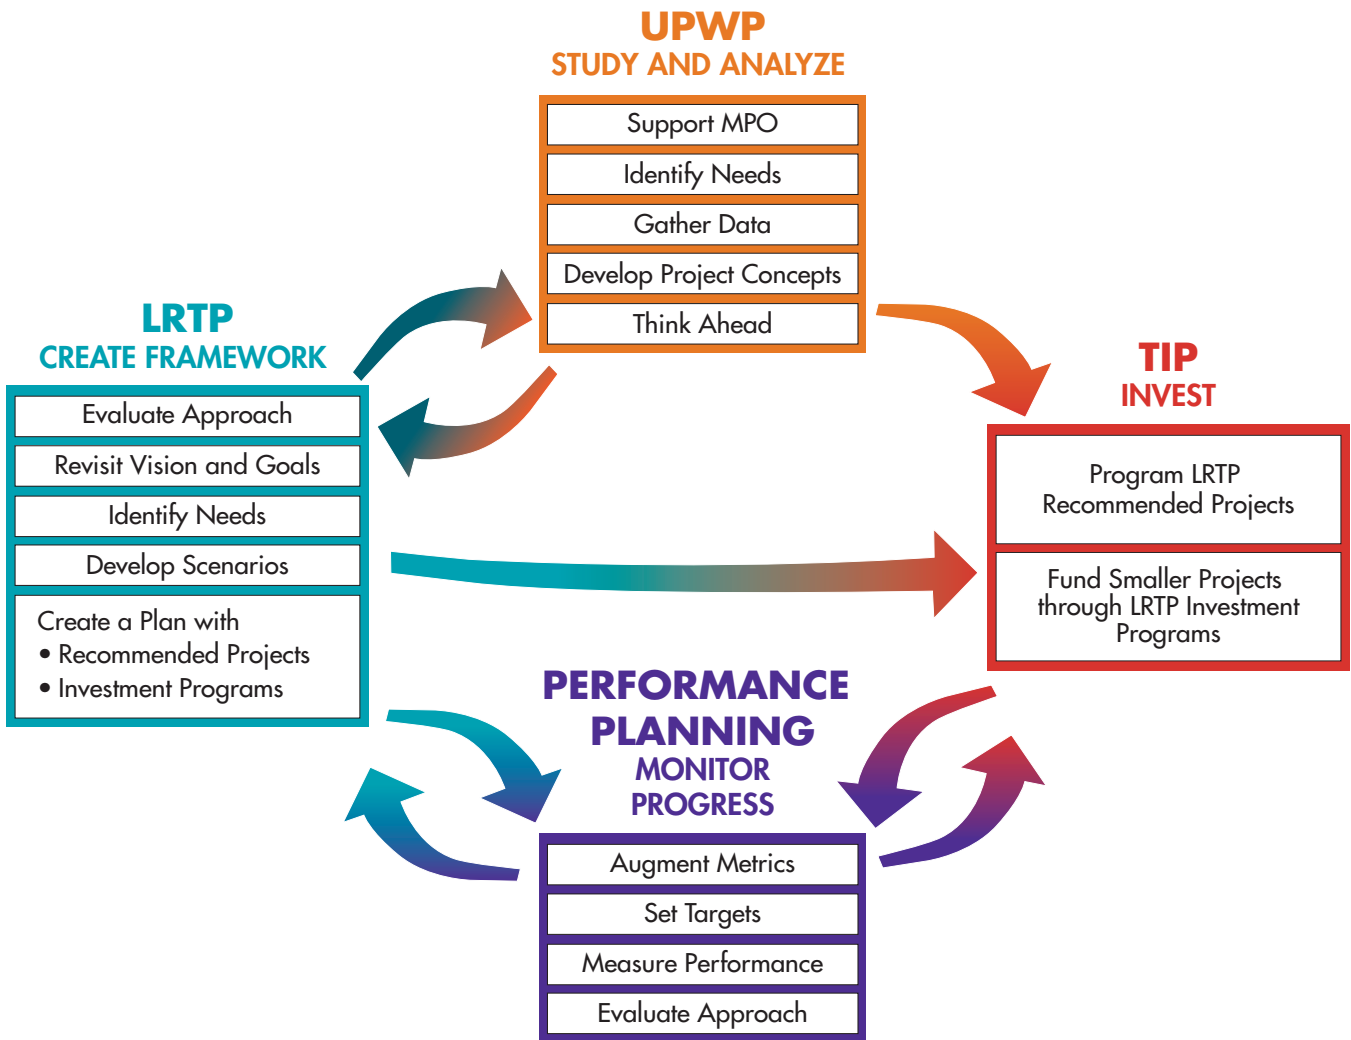 UPWP
STUDY AND ANALYZE
Support MPO
Identify Needs
Gather Data
Develop Project Concepts
Think Ahead
LRTP
CREATE FRAMEWORK
Evaluate Approach
Revisit Vision and Goals
Identify Needs
Develop Scenarios
Create a Plan with
• Recommended Projects
• Investment Programs
TIP
INVEST
Program LRTP
Recommended Projects
Fund Smaller Projects
through LRTP Investment
Programs
PERFORMANCE
PLANNING
MONITOR
PROGRESS
Augment Metrics
Set Targets
Measure Performance
Evaluate Approach